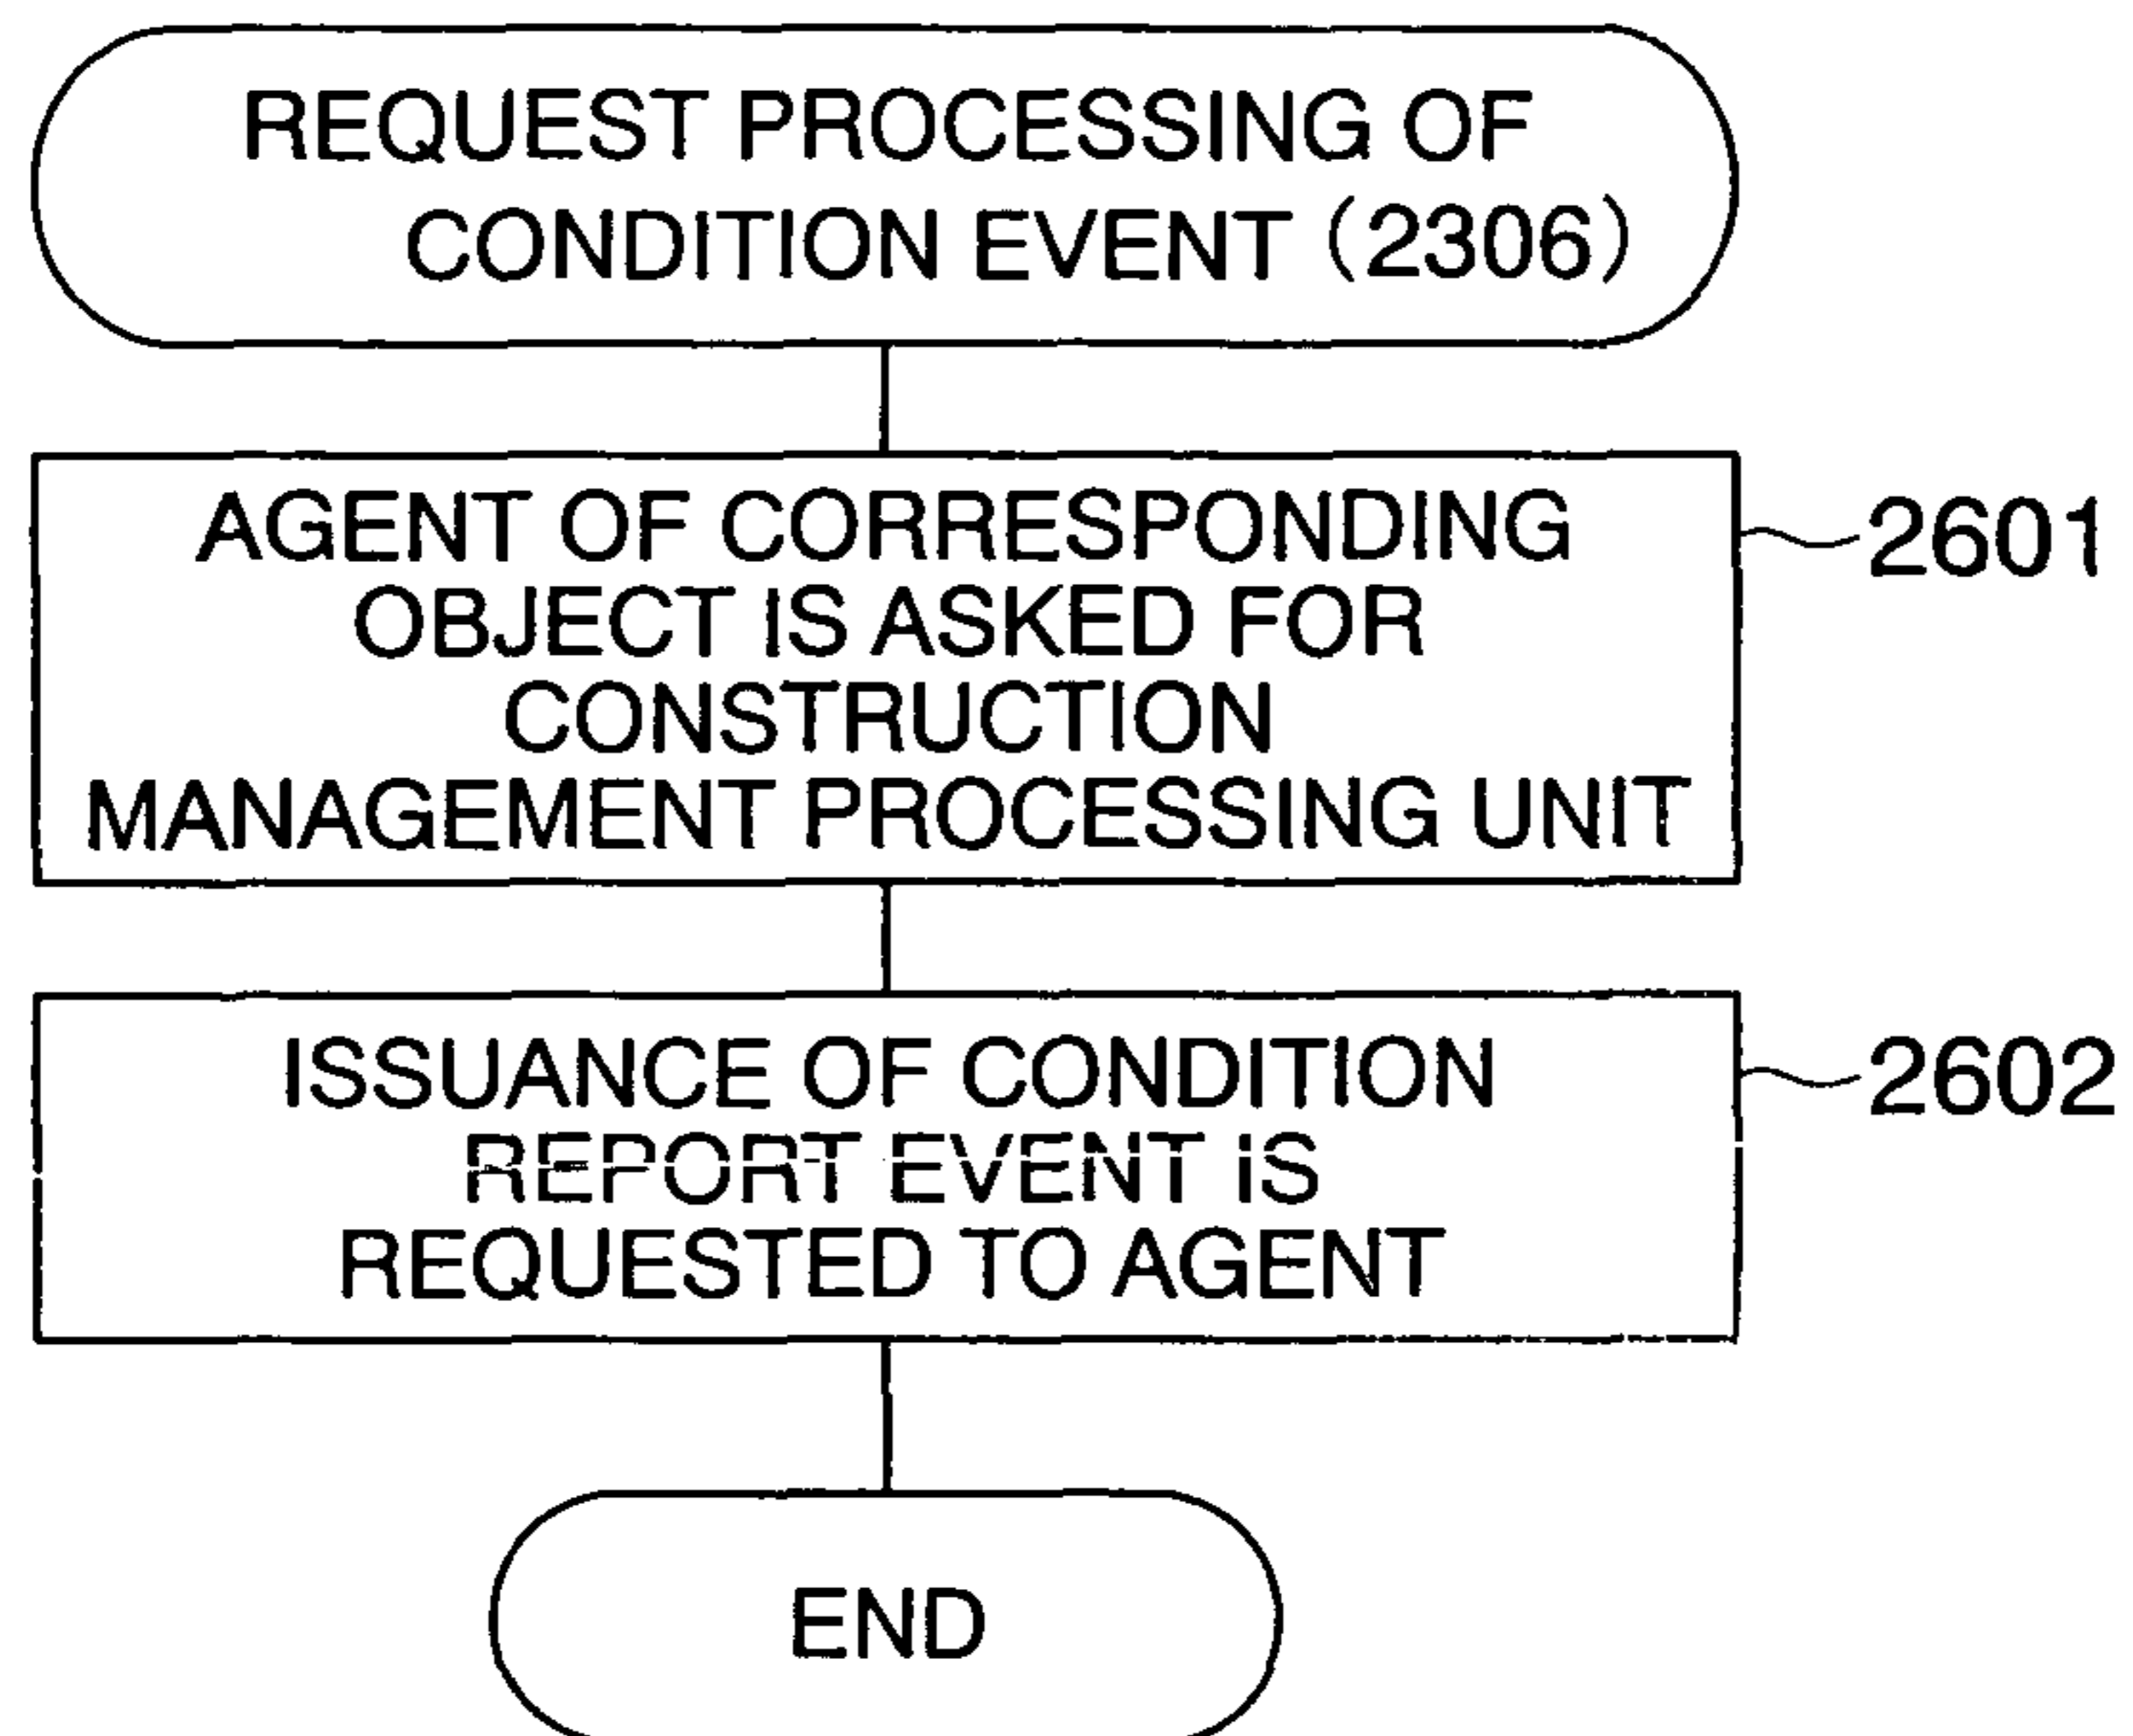 REQUEST PROCESSING OF
CONDITION EVENT (2306)
AGENT OF CORRESPONDING
OBJECT IS ASKED FOR
CONSTRUCTION
MANAGEMENT PROCESSING UNIT
2601
ISSUANCE OF CONDITION
REPORT EVENT IS
REQUESTED TO AGENT
2602
END